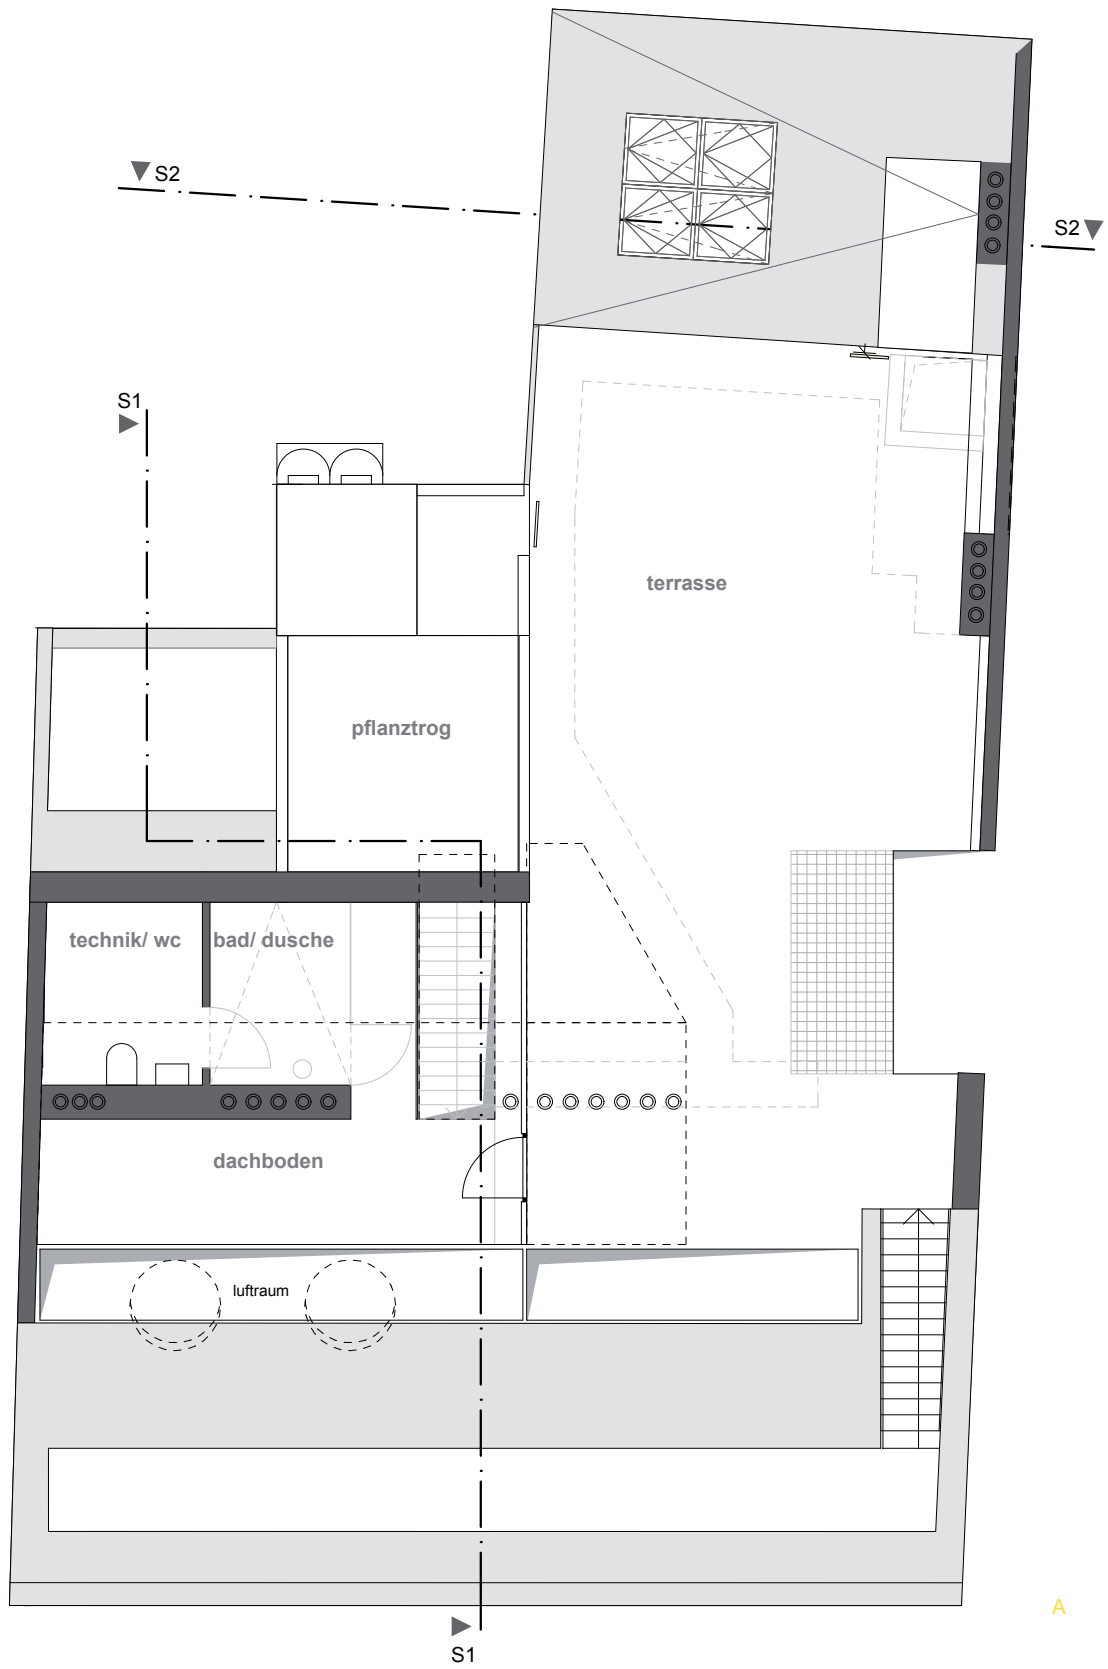 S2
S2
S1
terrasse
pflanztrog
technik/ wc
bad/ dusche
dachboden
luftraum
A
S1